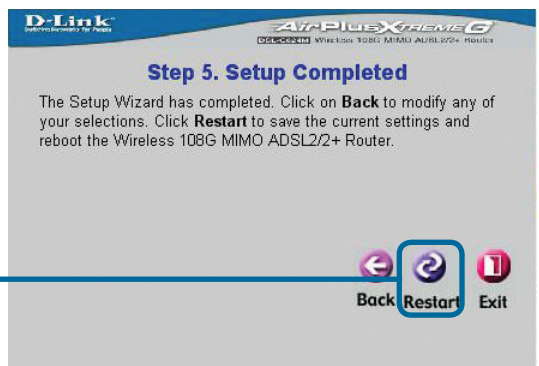 D-Link
Building Networks for People
AirPlus XTREME G
DSL-G624M Wireless 108G MIMO ADSL2/2+ Router
Step 5. Setup Completed
The Setup Wizard has completed. Click on Back to modify any of
your selections. Click Restart to save the current settings and
reboot the Wireless 108G MIMO ADSL2/2+ Router.
Back Restart Exit